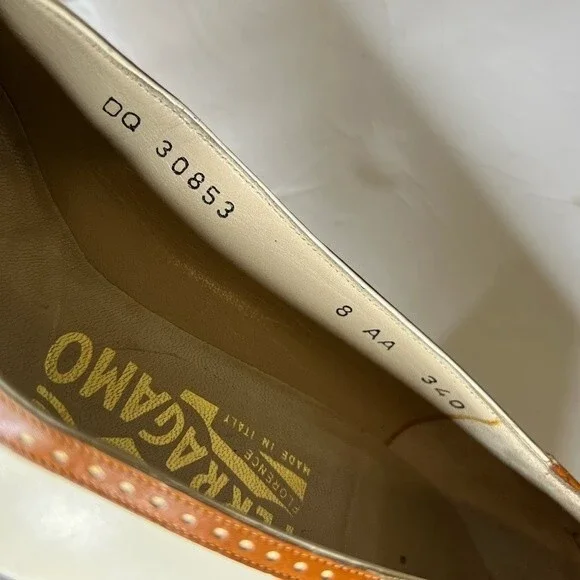 DQ 30853
8 AA 340
FERRAGAMO
FLORENCE
MADE IN ITALY